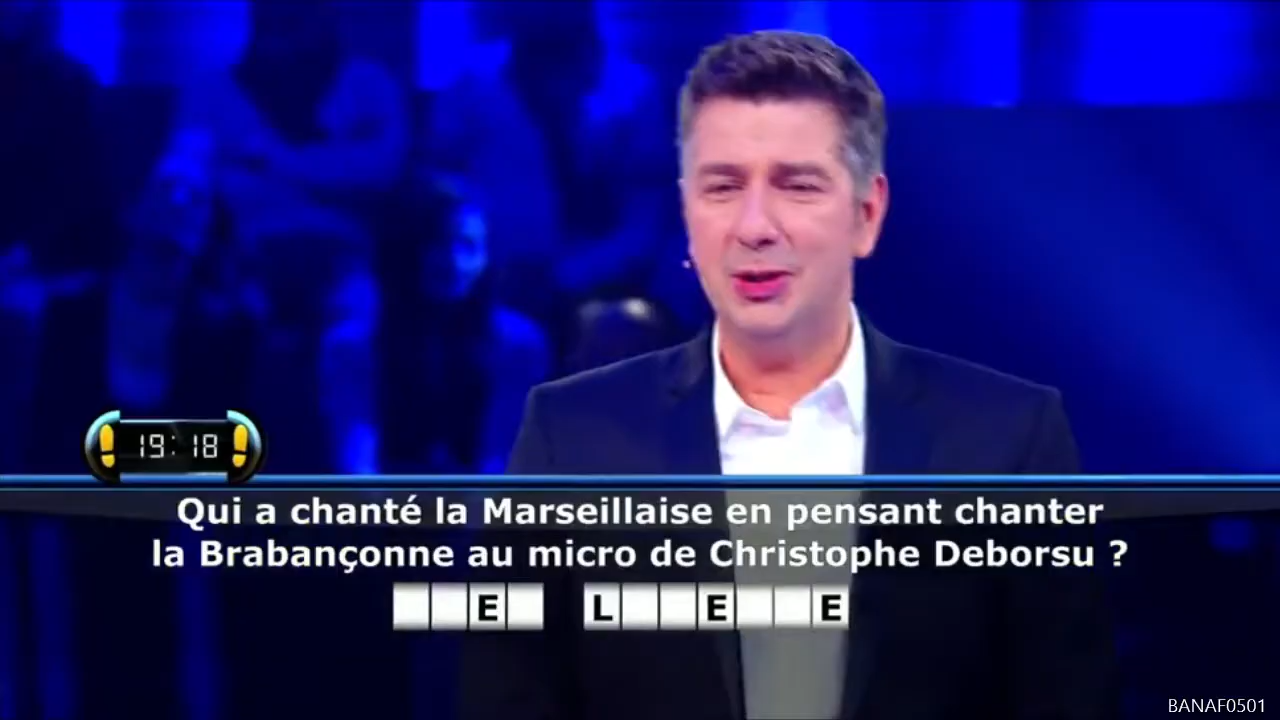 19:18
Qui a chanté la Marseillaise en pensant chanter
la Brabançonne au micro de Christophe Deborsu ?
E L E E
BANAF0501